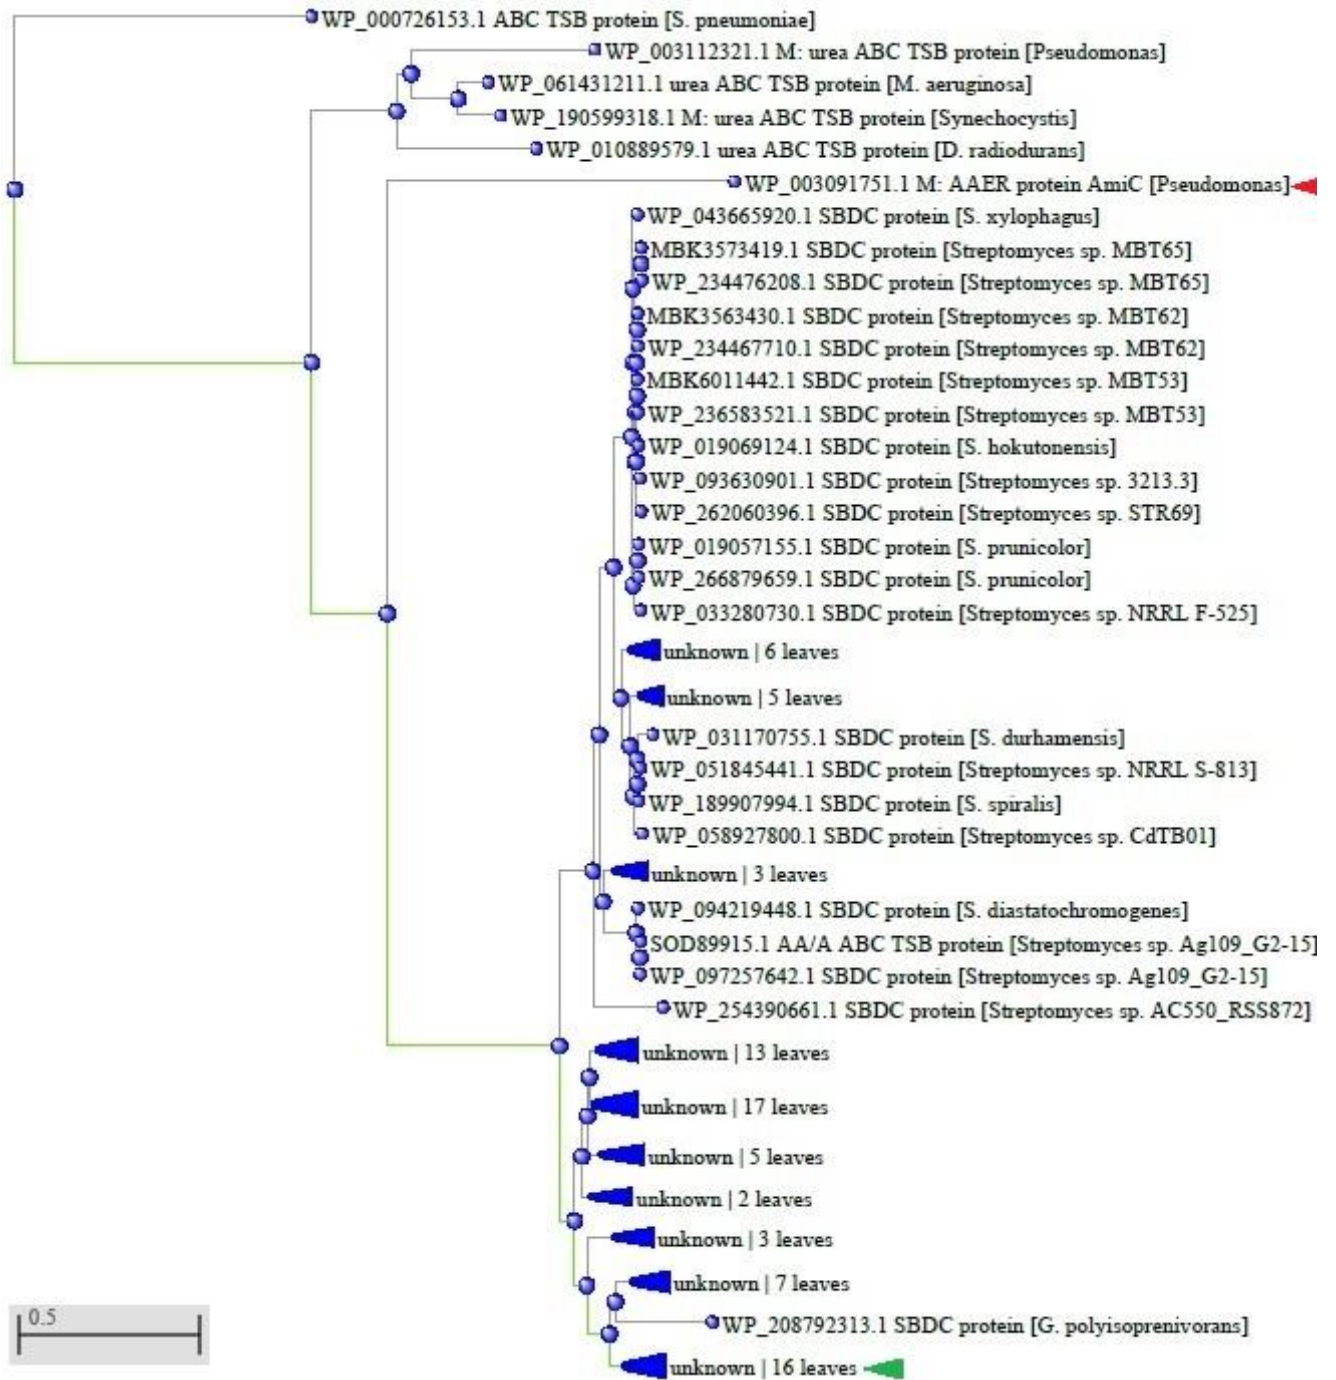 WP_000726153.1 ABC TSB protein [S. pneumoniae]
WP_003112321.1 M: urea ABC TSB protein [Pseudomonas]
WP_061431211.1 urea ABC TSB protein [M. aeruginosa]
WP_190599318.1 M: urea ABC TSB protein [Synechocystis]
WP_010889579.1 urea ABC TSB protein [D. radiodurans]
WP_003091751.1 M: AAER protein AmiC [Pseudomonas]
WP_043665920.1 SBDC protein [S. xylophagus]
MBK3573419.1 SBDC protein [Streptomyces sp. MBT65]
WP_234476208.1 SBDC protein [Streptomyces sp. MBT65]
MBK3563430.1 SBDC protein [Streptomyces sp. MBT62]
WP_234467710.1 SBDC protein [Streptomyces sp. MBT62]
MBK6011442.1 SBDC protein [Streptomyces sp. MBT53]
WP_236583521.1 SBDC protein [Streptomyces sp. MBT53]
WP_019069124.1 SBDC protein [S. hokutonensis]
WP_093630901.1 SBDC protein [Streptomyces sp. 3213.3]
WP_262060396.1 SBDC protein [Streptomyces sp. STR69]
WP_019057155.1 SBDC protein [S. prunicolor]
WP_266879659.1 SBDC protein [S. prunicolor]
WP_033280730.1 SBDC protein [Streptomyces sp. NRRL F-525]
unknown | 6 leaves
unknown | 5 leaves
WP_031170755.1 SBDC protein [S. durhamensis]
WP_051845441.1 SBDC protein [Streptomyces sp. NRRL S-813]
WP_189907994.1 SBDC protein [S. spiralis]
WP_058927800.1 SBDC protein [Streptomyces sp. CdTB01]
unknown | 3 leaves
WP_094219448.1 SBDC protein [S. diastatochromogenes]
SOD89915.1 AA/A ABC TSB protein [Streptomyces sp. Ag109_G2-15]
WP_097257642.1 SBDC protein [Streptomyces sp. Ag109_G2-15]
WP_254390661.1 SBDC protein [Streptomyces sp. AC550_RSS872]
unknown | 13 leaves
unknown | 17 leaves
unknown | 5 leaves
unknown | 2 leaves
unknown | 3 leaves
unknown | 7 leaves
0.5
WP_208792313.1 SBDC protein [G. polyisoprenivorans]
unknown | 16 leaves